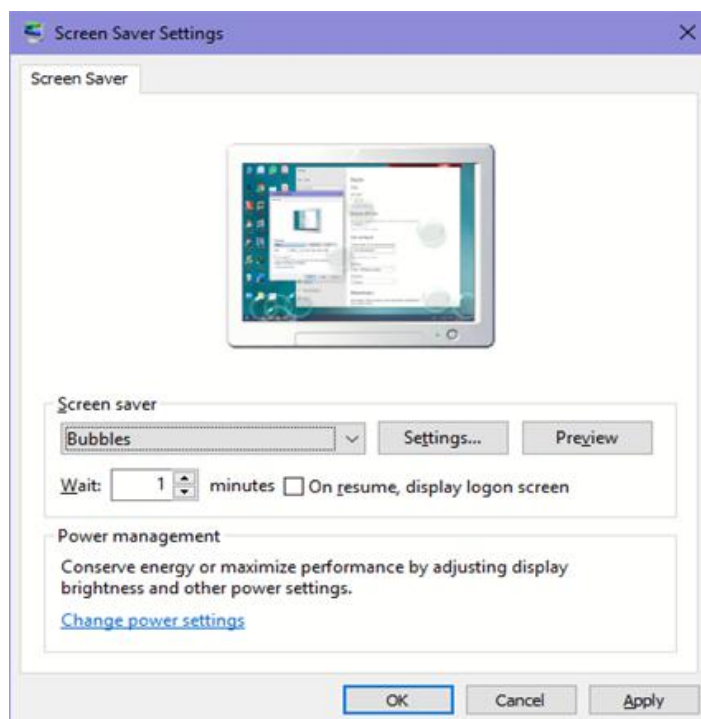 Screen Saver Settings
Screen Saver
Screen saver
Bubbles
Settings...
Preview
Wait: 1 minutes On resume, display logon screen
Power management
Conserve energy or maximize performance by adjusting display
brightness and other power settings.
Change power settings
OK
Cancel
Apply